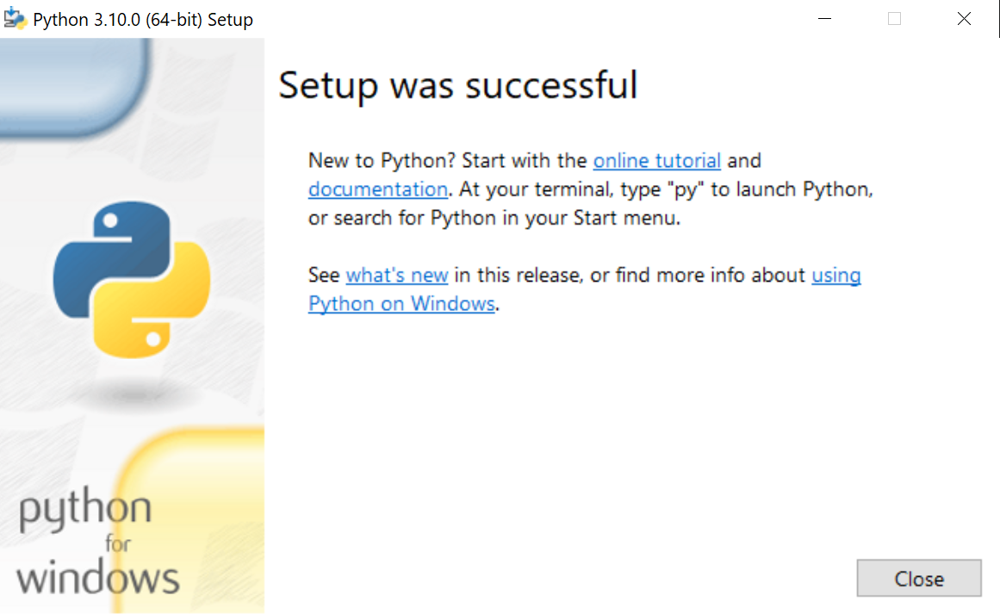 Python 3.10.0 (64-bit) Setup
Setup was successful
New to Python? Start with the online tutorial and
documentation. At your terminal, type "py" to launch Python,
or search for Python in your Start menu.
See what's new in this release, or find more info about using
Python on Windows.
python
for
windows
Close